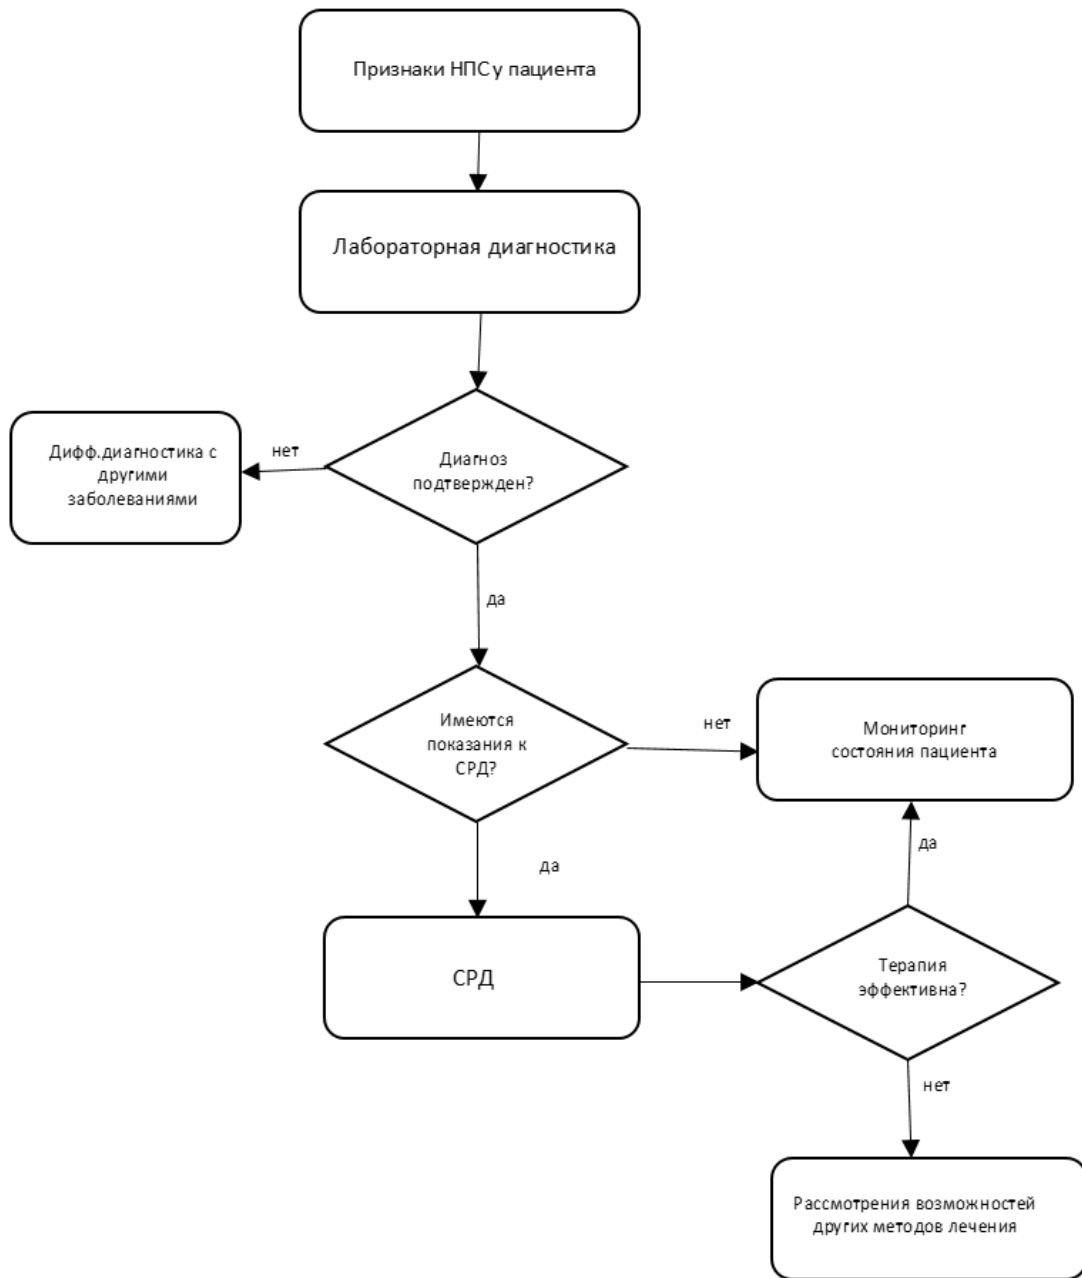 Признаки НПС у пациента
Лабораторная диагностика
Диагноз
подтвержден?
нет
Дифф.диагностика с
другими
заболеваниями
да
Имеются
показания к
СРД?
нет
Мониторинг
состояния пациента
да
да
СРД
Терапия
эффективна?
нет
Рассмотрения возможностей
других методов лечения